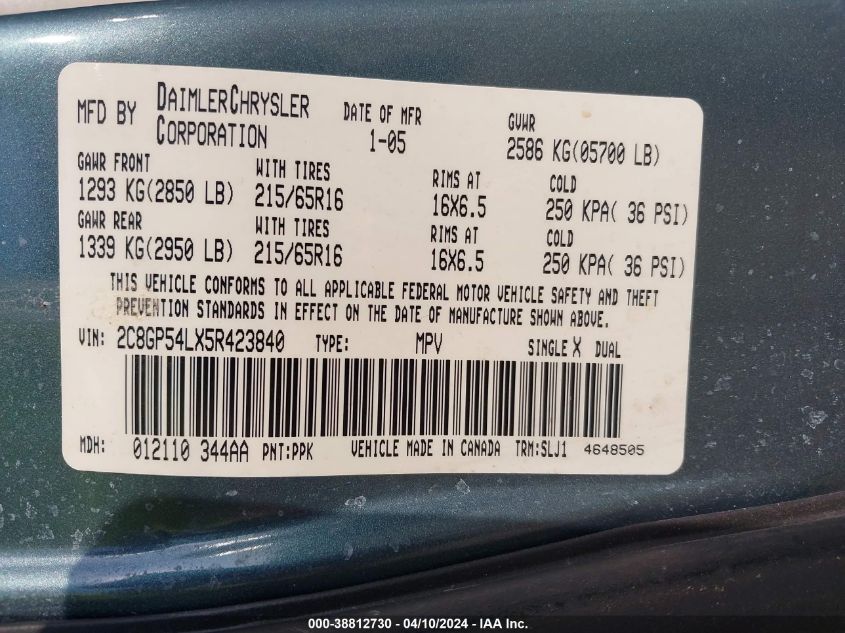 MFD BY DAIMLERCHRYSLER CORPORATION DATE OF MFR 1-05 GVWR 2586 KG(05700 LB)
GAWR FRONT WITH TIRES RIMS AT COLD
1293 KG(2850 LB) 215/65R16 16X6.5 250 KPA( 36 PSI)
GAWR REAR WITH TIRES RIMS AT COLD
1339 KG(2950 LB) 215/65R16 16X6.5 250 KPA( 36 PSI)
THIS VEHICLE CONFORMS TO ALL APPLICABLE FEDERAL MOTOR VEHICLE SAFETY AND THEFT
PREVENTION STANDARDS IN EFFECT ON THE DATE OF MANUFACTURE SHOWN ABOVE.
VIN: 2C8GP54LX5R423840 TYPE: MPV SINGLE X DUAL
MDH: 012110 344AA PNT:PPK VEHICLE MADE IN CANADA TRM:SLJ1 4648505
000-38812730 - 04/10/2024 - IAA Inc.